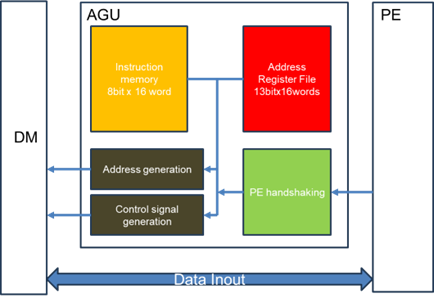 AGU
PE
Instruction
memory
8bit x 16 word
Address
Register File
13bitx16words
DM
Address generation
Control signal
generation
PE handshaking
Data Inout